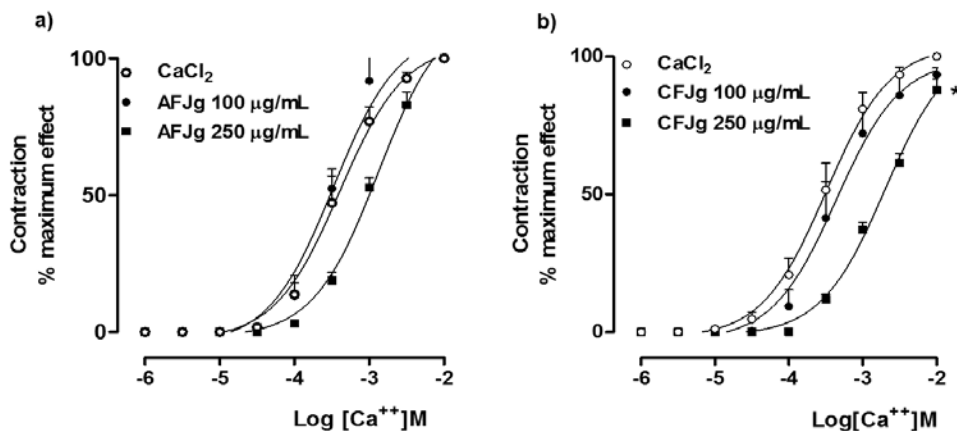 a)
100
50
0
Contraction
% maximum effect
CaCl₂
AFJg 100 µg/mL
AFJg 250 µg/mL
-6 -5 -4 -3 -2
Log [Ca⁺⁺]M
b)
100
50
0
Contraction
% maximum effect
CaCl₂
CFJg 100 µg/mL
CFJg 250 µg/mL
*
-6 -5 -4 -3 -2
Log[Ca⁺⁺]M